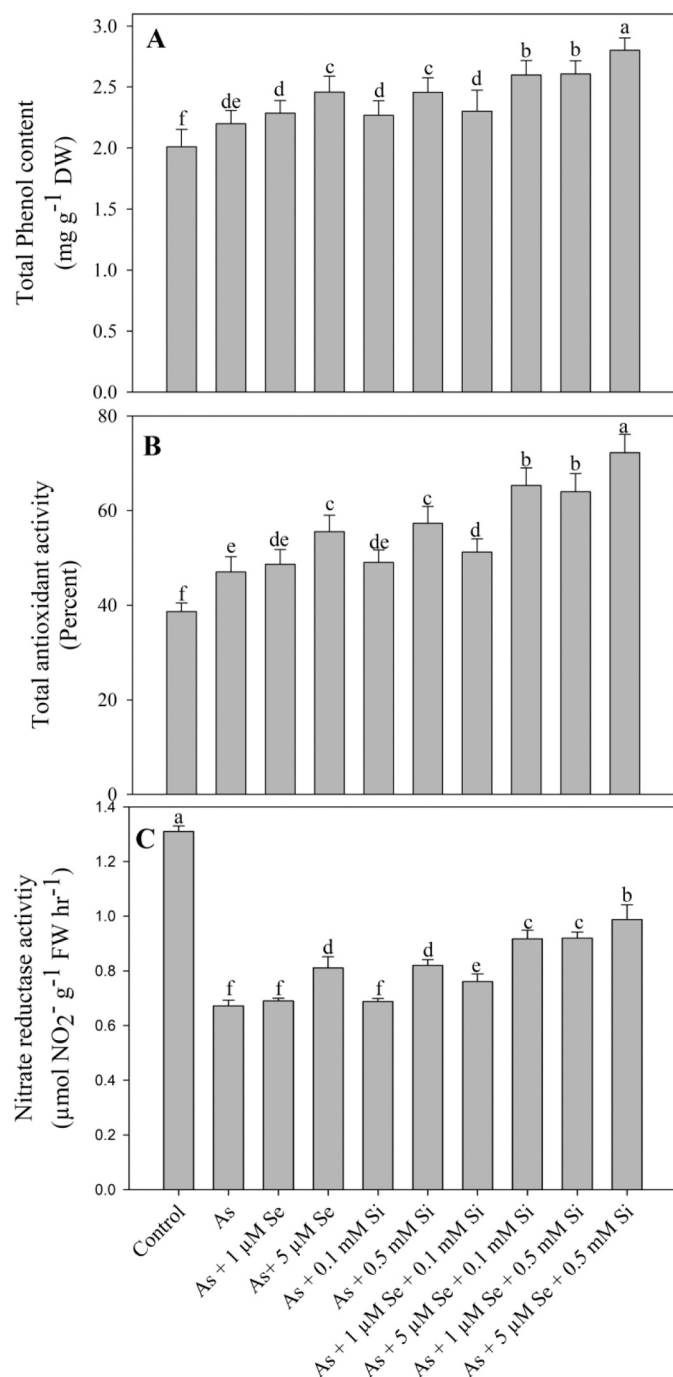 A
Total Phenol content
(mg g-1 DW)
3.0
2.5
2.0
1.5
1.0
0.5
0.0
f
de
d
c
d
c
d
b
b
a
B
Total antioxidant activity
(Percent)
80
60
40
20
0
f
e
de
c
de
c
d
b
b
a
C
Nitrate reductase activtiy
(µmol NO2- g-1 FW hr-1)
1.4
1.2
1.0
0.8
0.6
0.4
0.2
0.0
a
f
f
d
f
d
e
c
c
b
Control
As
As + 1 µM Se
As+ 5 µM Se
As + 0.1 mM Si
As + 0.5 mM Si
As + 1 µM Se + 0.1 mM Si
As + 5 µM Se + 0.1 mM Si
As + 1 µM Se + 0.5 mM Si
As + 5 µM Se + 0.5 mM Si